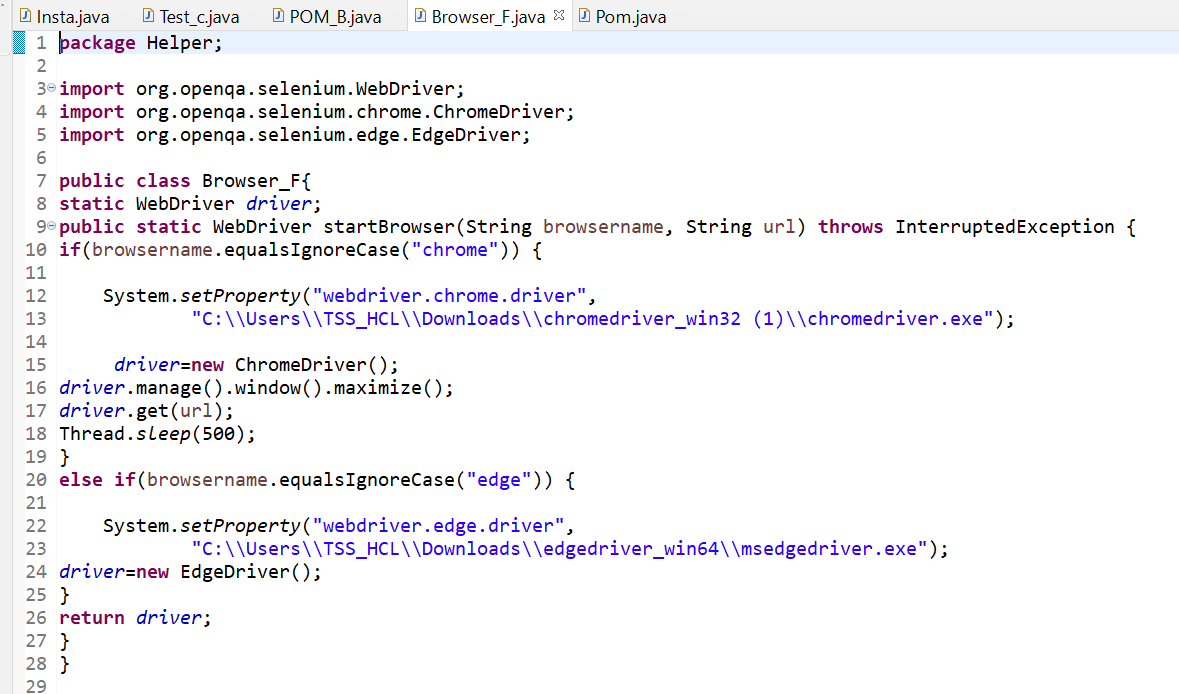 Insta.java Test_c.java POM_B.java Browser_F.java Pom.java
1 package Helper;
2
3 import org.openqa.selenium.WebDriver;
4 import org.openqa.selenium.chrome.ChromeDriver;
5 import org.openqa.selenium.edge.EdgeDriver;
6
7 public class Browser_F{
8 static WebDriver driver;
9 public static WebDriver startBrowser(String browsername, String url) throws InterruptedException {
10 if(browsername.equalsIgnoreCase("chrome")) {
11
12     System.setProperty("webdriver.chrome.driver",
13             "C:\\Users\\TSS_HCL\\Downloads\\chromedriver_win32 (1)\\chromedriver.exe");
14
15      driver=new ChromeDriver();
16 driver.manage().window().maximize();
17 driver.get(url);
18 Thread.sleep(500);
19 }
20 else if(browsername.equalsIgnoreCase("edge")) {
21
22     System.setProperty("webdriver.edge.driver",
23             "C:\\Users\\TSS_HCL\\Downloads\\edgedriver_win64\\msedgedriver.exe");
24 driver=new EdgeDriver();
25 }
26 return driver;
27 }
28 }
29